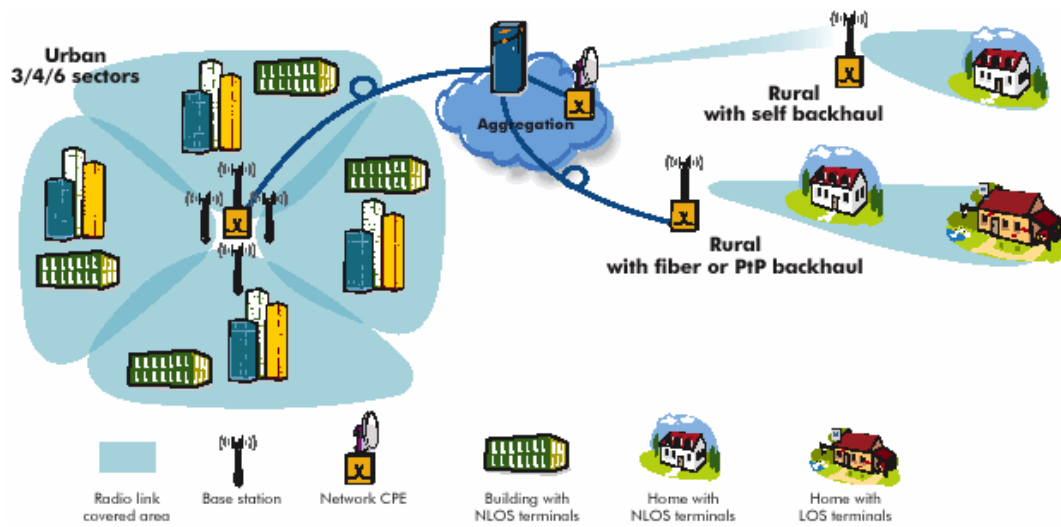 Urban
3/4/6 sectors
Aggregation
Rural
with self backhaul
Rural
with fiber or PtP backhaul
Radio link
covered area
Base station
Network CPE
Building with
NLOS terminals
Home with
NLOS terminals
Home with
LOS terminals